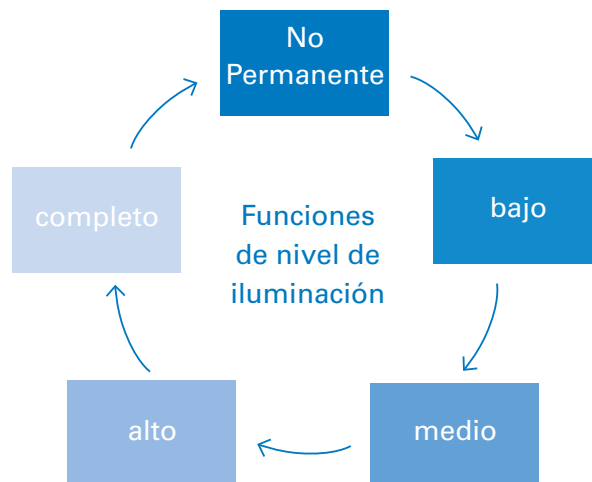 No
Permanente
bajo
medio
alto
completo
Funciones
de nivel de
iluminación